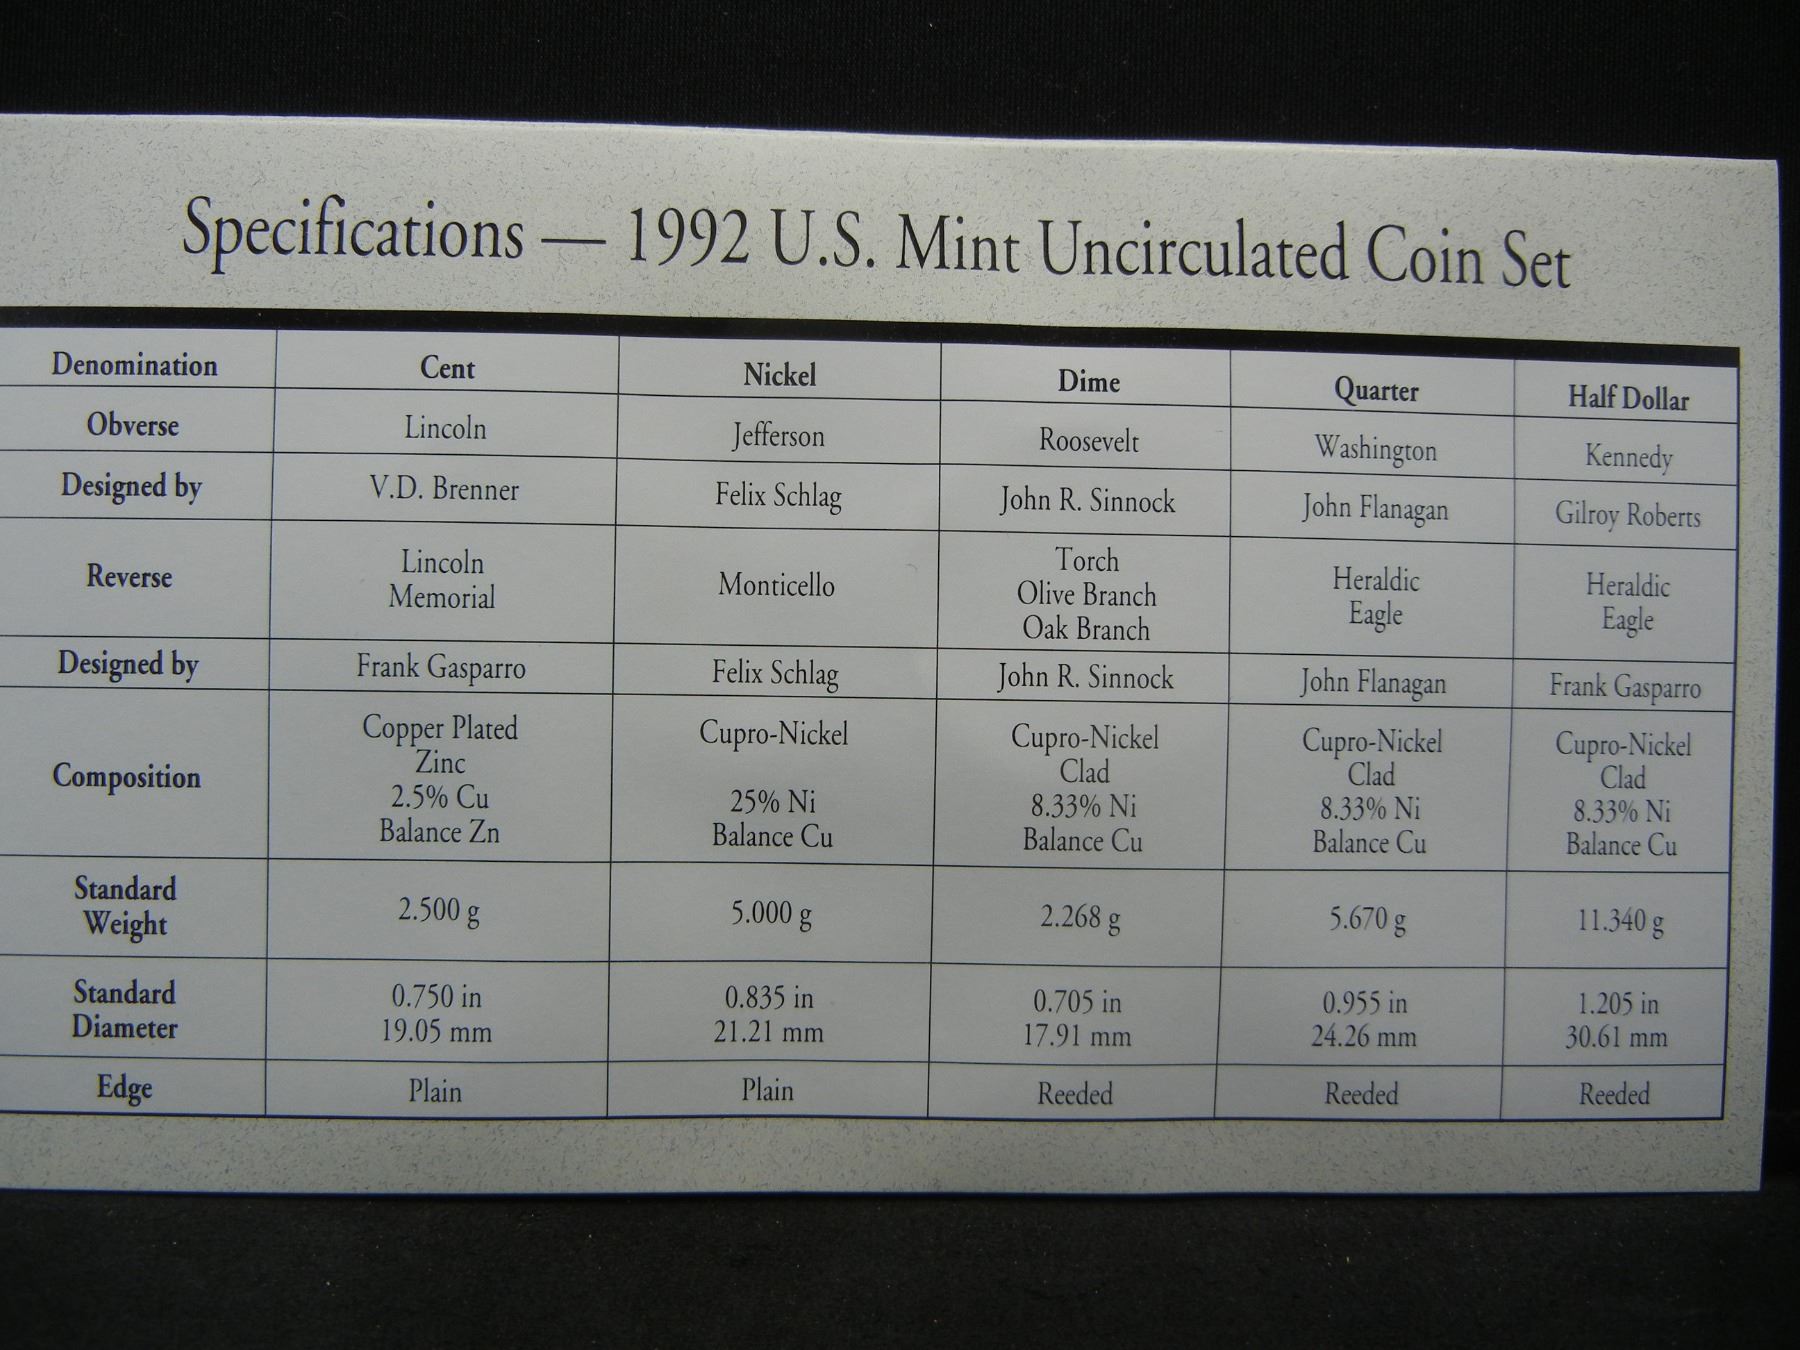 Specifications — 1992 U.S. Mint Uncirculated Coin Set
Denomination Cent Nickel Dime Quarter Half Dollar
Obverse Lincoln Jefferson Roosevelt Washington Kennedy
Designed by V.D. Brenner Felix Schlag John R. Sinnock John Flanagan Gilroy Roberts
Reverse Lincoln Memorial Monticello Torch Olive Branch Oak Branch Heraldic Eagle Heraldic Eagle
Designed by Frank Gasparro Felix Schlag John R. Sinnock John Flanagan Frank Gasparro
Composition Copper Plated Zinc 2.5% Cu Balance Zn Cupro-Nickel 25% Ni Balance Cu Cupro-Nickel Clad 8.33% Ni Balance Cu Cupro-Nickel Clad 8.33% Ni Balance Cu Cupro-Nickel Clad 8.33% Ni Balance Cu
Standard Weight 2.500 g 5.000 g 2.268 g 5.670 g 11.340 g
Standard Diameter 0.750 in 19.05 mm 0.835 in 21.21 mm 0.705 in 17.91 mm 0.955 in 24.26 mm 1.205 in 30.61 mm
Edge Plain Plain Reeded Reeded Reeded